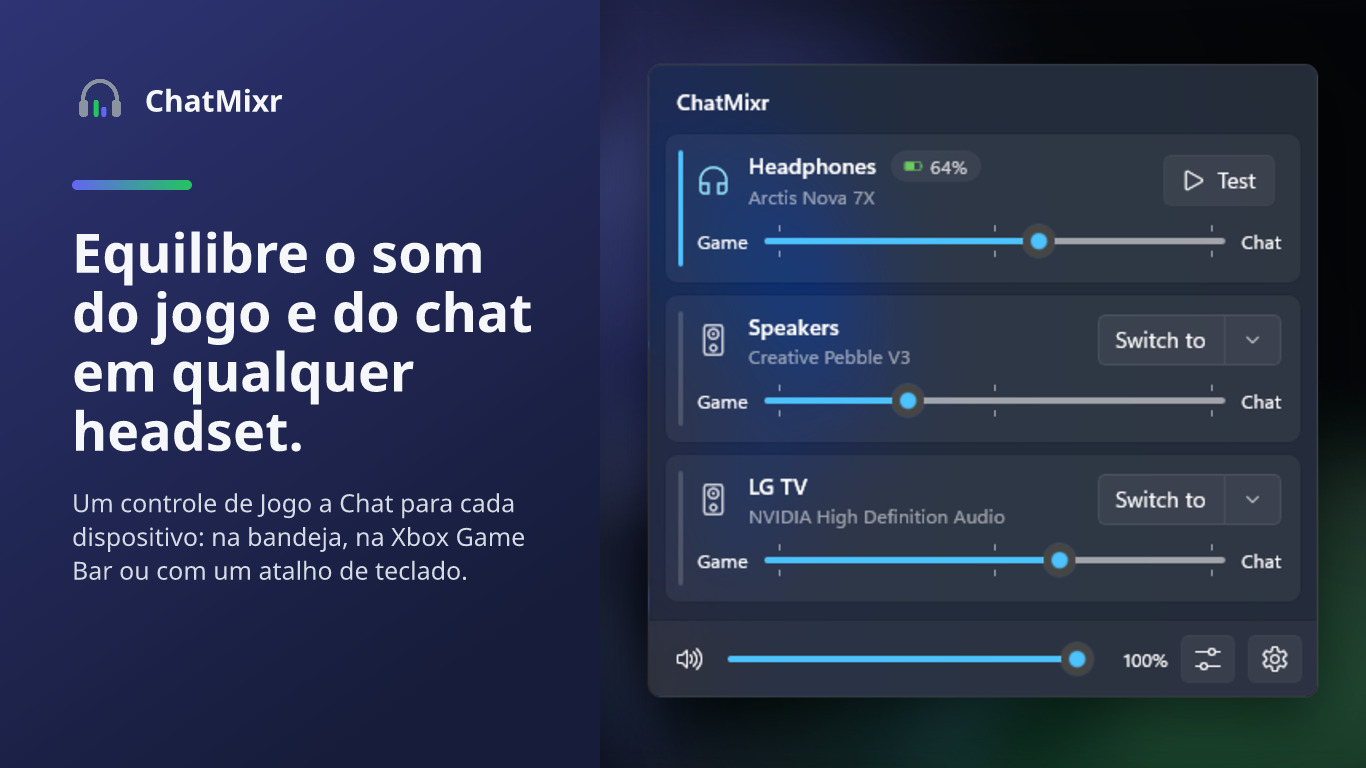 ChatMixr
Equilibre o som
do jogo e do chat
em qualquer
headset.
Um controle de Jogo a Chat para cada
dispositivo: na bandeja, na Xbox Game
Bar ou com um atalho de teclado.
ChatMixr
Headphones 64%
Arctis Nova 7X
Test
Game Chat
Speakers
Creative Pebble V3
Switch to
Game Chat
LG TV
NVIDIA High Definition Audio
Switch to
Game Chat
100%